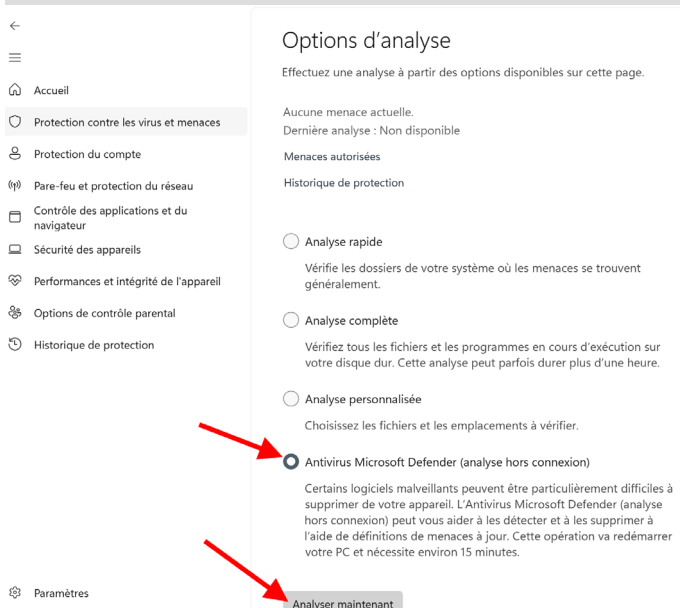 Accueil
Protection contre les virus et menaces
Protection du compte
Pare-feu et protection du réseau
Contrôle des applications et du
navigateur
Sécurité des appareils
Performances et intégrité de l'appareil
Options de contrôle parental
Historique de protection
Paramètres
Options d’analyse
Effectuez une analyse à partir des options disponibles sur cette page.
Aucune menace actuelle.
Dernière analyse : Non disponible
Menaces autorisées
Historique de protection
Analyse rapide
Vérifie les dossiers de votre système où les menaces se trouvent
généralement.
Analyse complète
Vérifiez tous les fichiers et les programmes en cours d’exécution sur
votre disque dur. Cette analyse peut parfois durer plus d’une heure.
Analyse personnalisée
Choisissez les fichiers et les emplacements à vérifier.
Antivirus Microsoft Defender (analyse hors connexion)
Certains logiciels malveillants peuvent être particulièrement difficiles à
supprimer de votre appareil. L’Antivirus Microsoft Defender (analyse
hors connexion) peut vous aider à les détecter et à les supprimer à
l’aide de définitions de menaces à jour. Cette opération va redémarrer
votre PC et nécessite environ 15 minutes.
Analyser maintenant